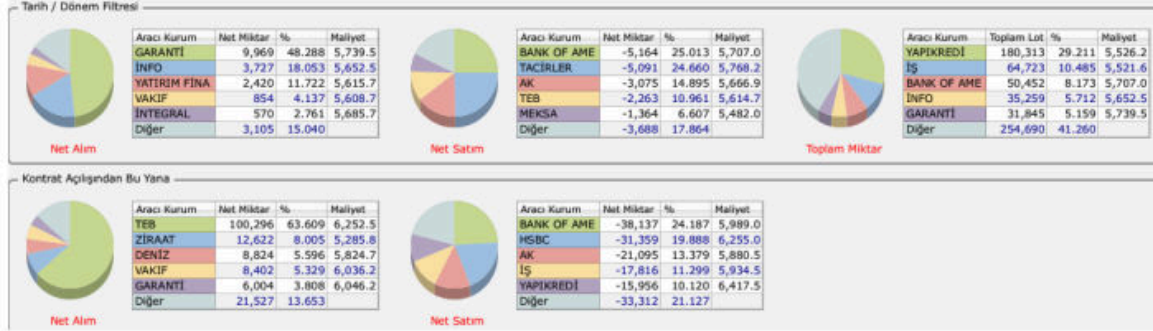 Tarih / Dönem Filtresi
Aracı Kurum Net Miktar % Maliyet
GARANTİ 9,969 48.288 5,739.5
İNFO 3,727 18.053 5,652.5
YATIRIM FİNA 2,420 11.722 5,615.7
VAKIF 854 4.137 5,608.7
İNTEGRAL 570 2.761 5,685.7
Diğer 3,105 15.040
Net Alım
Aracı Kurum Net Miktar % Maliyet
BANK OF AME -5,164 25.013 5,707.0
TACİRLER -5,091 24.660 5,768.2
AK -3,075 14.895 5,666.9
TEB -2,263 10.961 5,614.7
MEKSA -1,364 6.607 5,482.0
Diğer -3,688 17.864
Net Satım
Aracı Kurum Toplam Lot % Maliyet
YAPIKREDİ 180,313 29.211 5,526.2
İŞ 64,723 10.485 5,521.6
BANK OF AME 50,452 8.173 5,707.0
İNFO 35,259 5.712 5,652.5
GARANTİ 31,845 5.159 5,739.5
Diğer 254,690 41.260
Toplam Miktar
Kontrat Açılışından Bu Yana
Aracı Kurum Net Miktar % Maliyet
TEB 100,296 63.609 6,252.5
ZİRAAT 12,622 8.005 5,285.8
DENİZ 8,824 5.596 5,824.7
VAKIF 8,402 5.329 6,036.2
GARANTİ 6,004 3.808 6,046.2
Diğer 21,527 13.653
Net Alım
Aracı Kurum Net Miktar % Maliyet
BANK OF AME -38,137 24.187 5,989.0
HSBC -31,359 19.888 6,255.0
AK -21,095 13.379 5,880.5
İŞ -17,816 11.299 5,934.5
YAPIKREDİ -15,956 10.120 6,417.5
Diğer -33,312 21.127
Net Satım